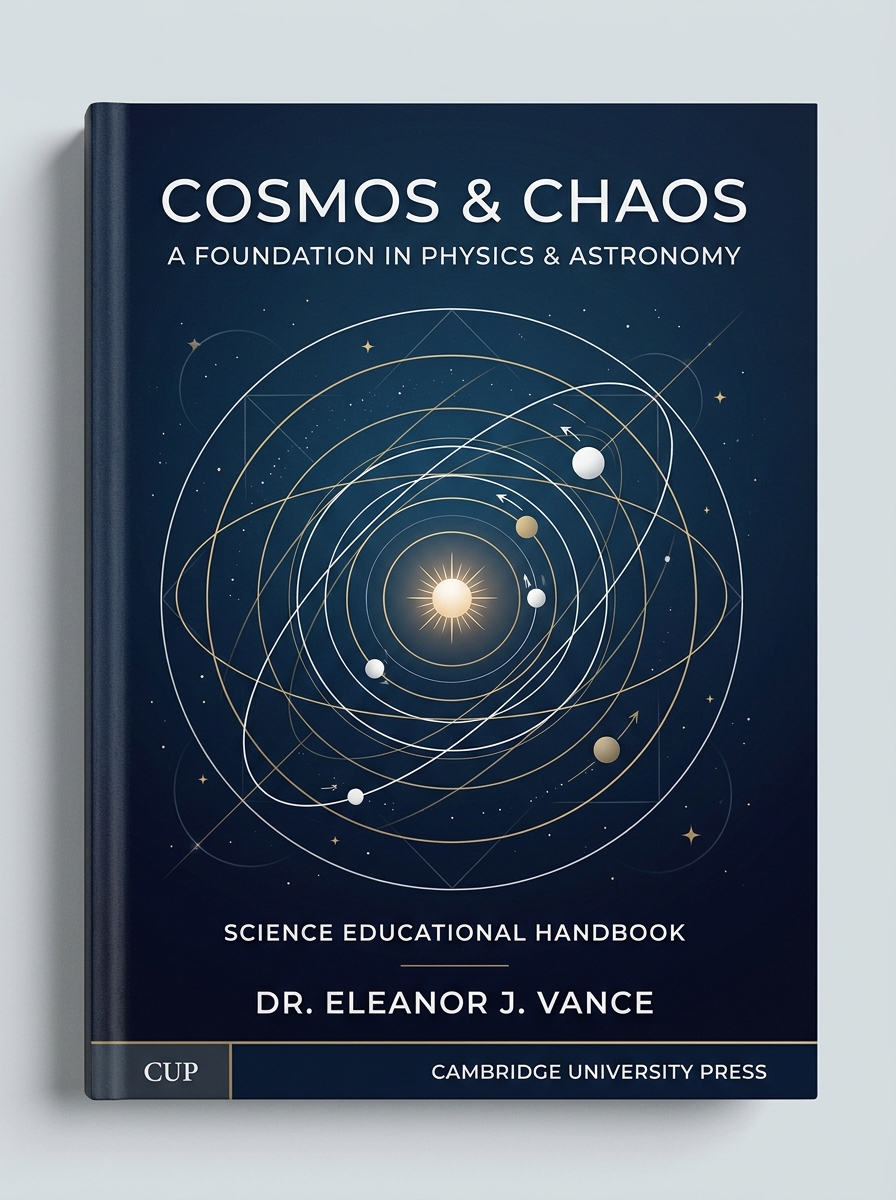 COSMOS & CHAOS
A FOUNDATION IN PHYSICS & ASTRONOMY
SCIENCE EDUCATIONAL HANDBOOK
DR. ELEANOR J. VANCE
CUP
CAMBRIDGE UNIVERSITY PRESS